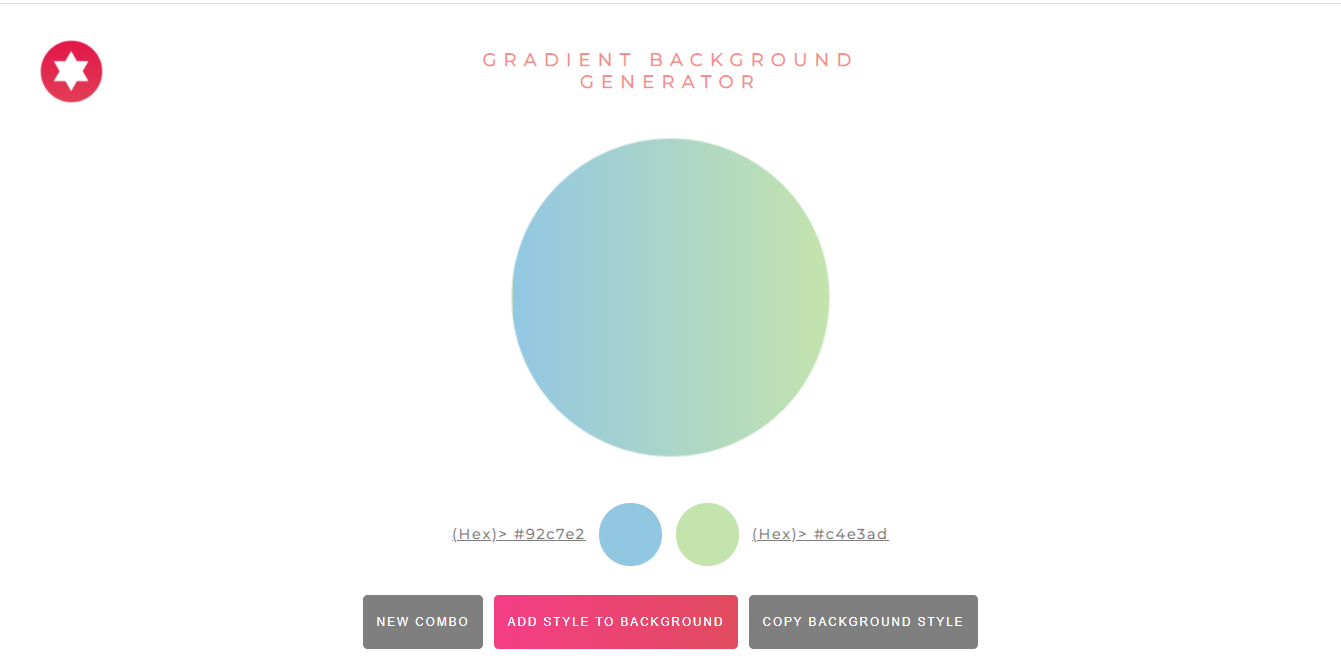 GRADIENT BACKGROUND
GENERATOR
(Hex)> #92c7e2
(Hex)> #c4e3ad
NEW COMBO
ADD STYLE TO BACKGROUND
COPY BACKGROUND STYLE